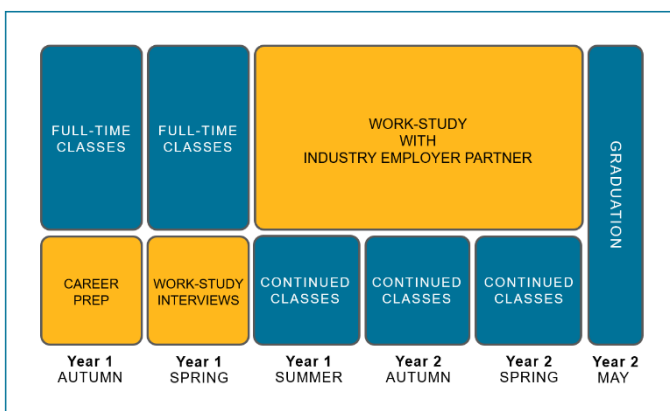 FULL-TIME
CLASSES
FULL-TIME
CLASSES
WORK-STUDY
WITH
INDUSTRY EMPLOYER PARTNER
GRADUATION
CAREER
PREP
WORK-STUDY
INTERVIEWS
CONTINUED
CLASSES
CONTINUED
CLASSES
CONTINUED
CLASSES
Year 1
AUTUMN
Year 1
SPRING
Year 1
SUMMER
Year 2
AUTUMN
Year 2
SPRING
Year 2
MAY